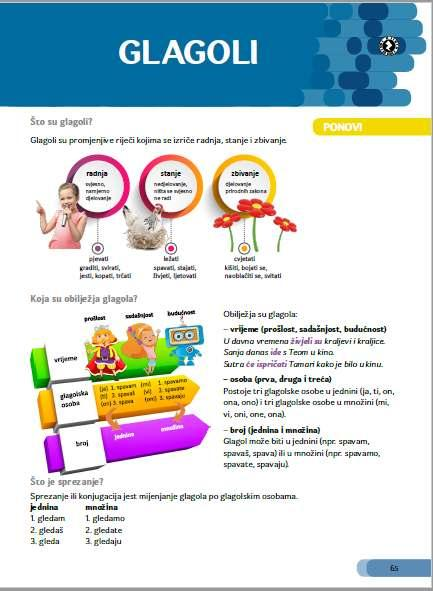 GLAGOLI
Što su glagoli?
PONOVI
Glagoli su promjenjive riječi kojima se izriče radnja, stanje i zbivanje.
radnja
svjesno,
namjerno
djelovanje
stanje
nedjelovanje,
ništa se svjesno
ne radi
zbivanje
djelovanje
prirodnih zakona
pjevati
graditi, svirati,
jesti, kopati, trčati
ležati
spavati, stajati,
živjeti, ljetovati
cvjetati
kišiti, bojati se,
naoblačiti se, svitati
Koja su obilježja glagola?
prošlost
sadašnjost
budućnost
vrijeme
glagolska
osoba
(ja) 1. spavam (mi) 1. spavamo
(ti) 2. spavaš (vi) 2. spavate
(on) 3. spava (oni) 3. spavaju
broj
jednina
množina
Obilježja su glagola:
– vrijeme (prošlost, sadašnjost, budućnost)
U davna vremena živjeli su kraljevi i kraljice.
Sanja danas ide s Teom u kino.
Sutra će ispričati Tamari kako je bilo u kinu.
– osoba (prva, druga i treća)
Postoje tri glagolske osobe u jednini (ja, ti, on,
ona, ono) i tri glagolske osobe u množini (mi,
vi, oni, one, ona).
– broj (jednina i množina)
Glagol može biti u jednini (npr. spavam,
spavaš, spava) ili u množini (npr. spavamo,
spavate, spavaju).
Što je sprezanje?
Sprezanje ili konjugacija jest mijenjanje glagola po glagolskim osobama.
jednina množina
1. gledam 1. gledamo
2. gledaš 2. gledate
3. gleda 3. gledaju
65